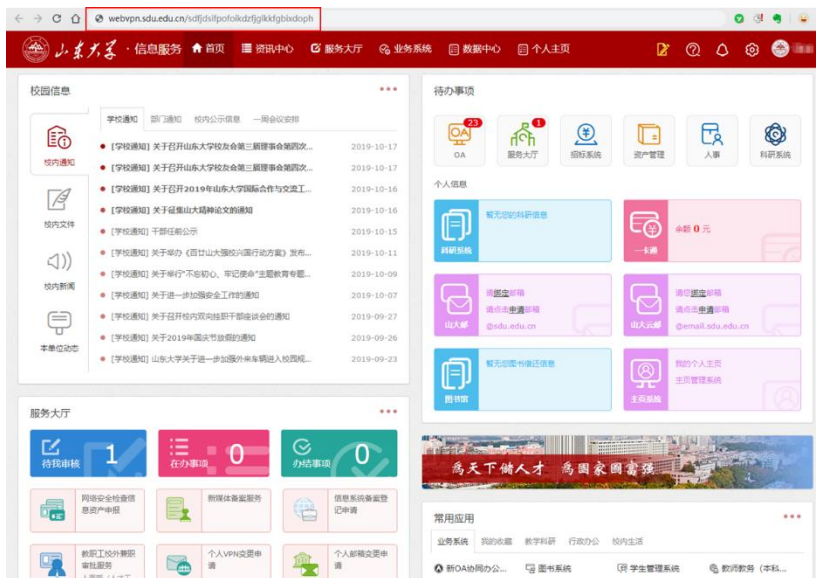 webvpn.sdu.edu.cn/sdfjdsifpofoikdzfjgikkfgbixdoph
山东大学 · 信息服务 首页 资讯中心 服务大厅 业务系统 数据中心 个人主页
校园信息
学校通知 部门通知 校内公示信息 一周会议安排
校内通知
校内文件
校内新闻
本单位动态
[学校通知] 关于召开山东大学校友会第三届理事会第四次... 2019-10-17
[学校通知] 关于召开山东大学校友会第三届理事会第四次... 2019-10-17
[学校通知] 关于召开2019年山东大学国际合作与交流工... 2019-10-16
[学校通知] 关于征集山大精神论文的通知 2019-10-16
[学校通知] 干部任前公示 2019-10-15
[学校通知] 关于举办《百廿山大强校兴国行动方案》发布... 2019-10-11
[学校通知] 关于举行"不忘初心、牢记使命"主题教育专题... 2019-10-09
[学校通知] 关于进一步加强安全工作的通知 2019-10-07
[学校通知] 关于召开校内双向挂职干部座谈会的通知 2019-09-27
[学校通知] 关于2019年国庆节放假的通知 2019-09-26
[学校通知] 山东大学关于进一步加强外来车辆进入校园规... 2019-09-23
待办事项
23 1
OA 服务大厅 招标系统 资产管理 人事 科研系统
个人信息
科研系统
暂无您的科研信息
一卡通
余额 0 元
山大邮
请绑定邮箱
请点击申请邮箱
@sdu.edu.cn
山大云邮
请您绑定邮箱
请点击申请邮箱
@email.sdu.edu.cn
图书馆
暂无您图书借还信息
主页系统
我的个人主页
主页管理系统
服务大厅
待我审核 1
在办事项 0
办结事项 0
网络安全检查信
息资产申报
新媒体备案服务
信息系统备案登
记申请
教职工校外兼职
审批服务
个人VPN变更申
请
个人邮箱变更申
请
為天下儲人才 為國家圖富强
常用应用
业务系统 我的收藏 教学科研 行政办公 校内生活
新OA协同办公... 图书系统 学生管理系统 教师教务（本科...